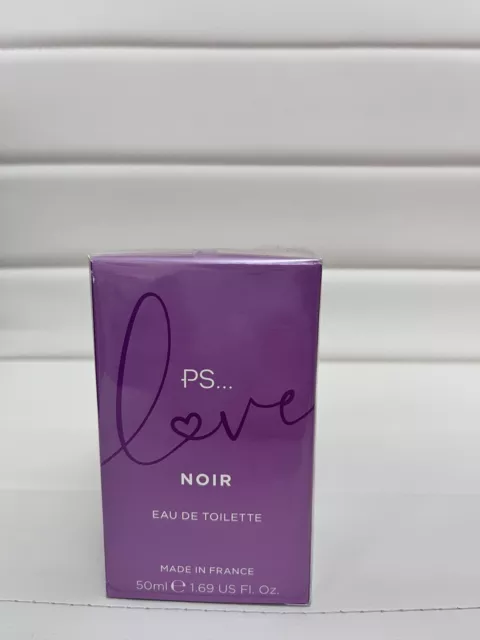 PS...
love
NOIR
EAU DE TOILETTE
MADE IN FRANCE
50ml ℮ 1.69 US Fl. Oz.